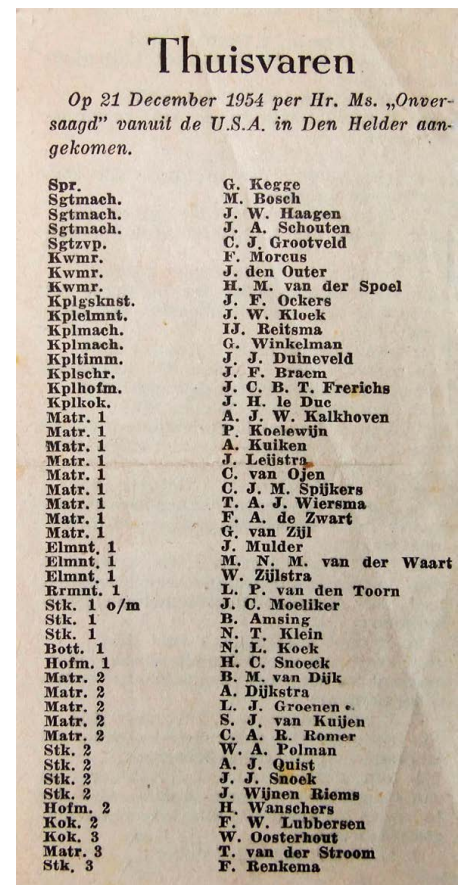 Thuisvaren
Op 21 December 1954 per Hr. Ms. „Onver-
saagd” vanuit de U.S.A. in Den Helder aan-
gekomen.
Spr. G. Kegge
Sgtmach. M. Bosch
Sgtmach. J. W. Haagen
Sgtmach. J. A. Schouten
Sgtzvp. C. J. Grootveld
Kwmr. F. Morcus
Kwmr. J. den Outer
Kwmr. H. M. van der Spoel
Kplgsknst. J. F. Ockers
Kplelmnt. J. W. Kloek
Kplmach. IJ. Reitsma
Kplmach. G. Winkelman
Kpltimm. J. J. Duineveld
Kplschr. J. F. Braem
Kplhofm. J. C. B. T. Frerichs
Kplkok. J. H. le Duc
Matr. 1 A. J. W. Kalkhoven
Matr. 1 P. Koelewijn
Matr. 1 A. Kuiken
Matr. 1 J. Leijstra
Matr. 1 C. van Ojen
Matr. 1 C. J. M. Spijkers
Matr. 1 T. A. J. Wiersma
Matr. 1 F. A. de Zwart
Matr. 1 G. van Zijl
Elmnt. 1 J. Mulder
Elmnt. 1 M. N. M. van der Waart
Elmnt. 1 W. Zijlstra
Rrmnt. 1 L. P. van den Toorn
Stk. 1 o/m J. C. Moeliker
Stk. 1 B. Amsing
Stk. 1 N. T. Klein
Bott. 1 N. L. Koek
Hofm. 1 H. C. Snoeck
Matr. 2 B. M. van Dijk
Matr. 2 A. Dijkstra
Matr. 2 L. J. Groenen
Matr. 2 S. J. van Kuijen
Matr. 2 C. A. R. Romer
Stk. 2 W. A. Polman
Stk. 2 A. J. Quist
Stk. 2 J. J. Snoek
Stk. 2 J. Wijnen Riems
Hofm. 2 H. Wanschers
Kok. 2 F. W. Lubbersen
Kok. 3 W. Oosterhout
Matr. 3 T. van der Stroom
Stk. 3 F. Renkema